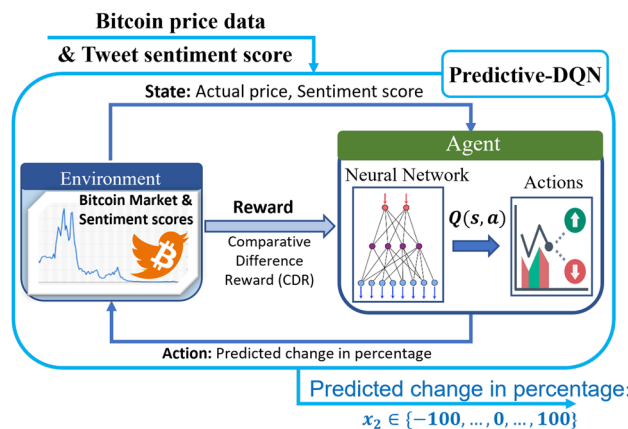 Bitcoin price data
& Tweet sentiment score
Predictive-DQN
State: Actual price, Sentiment score
Agent
Environment
Neural Network
Bitcoin Market &
Sentiment scores
Actions
Reward
Q(s, a)
Comparative
Difference
Reward (CDR)
Action: Predicted change in percentage
Predicted change in percentage:
x₂ ∈ {−100, ..., 0, ..., 100}